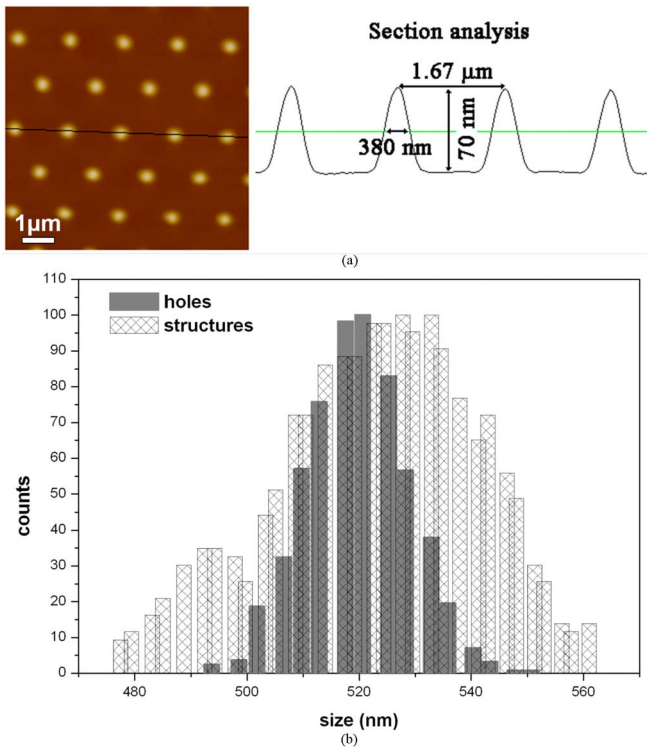 Section analysis
1.67 µm
380 nm
70 nm
1µm
(a)
110
100
90
80
70
60
50
40
30
20
10
0
counts
holes
structures
480 500 520 540 560
size (nm)
(b)